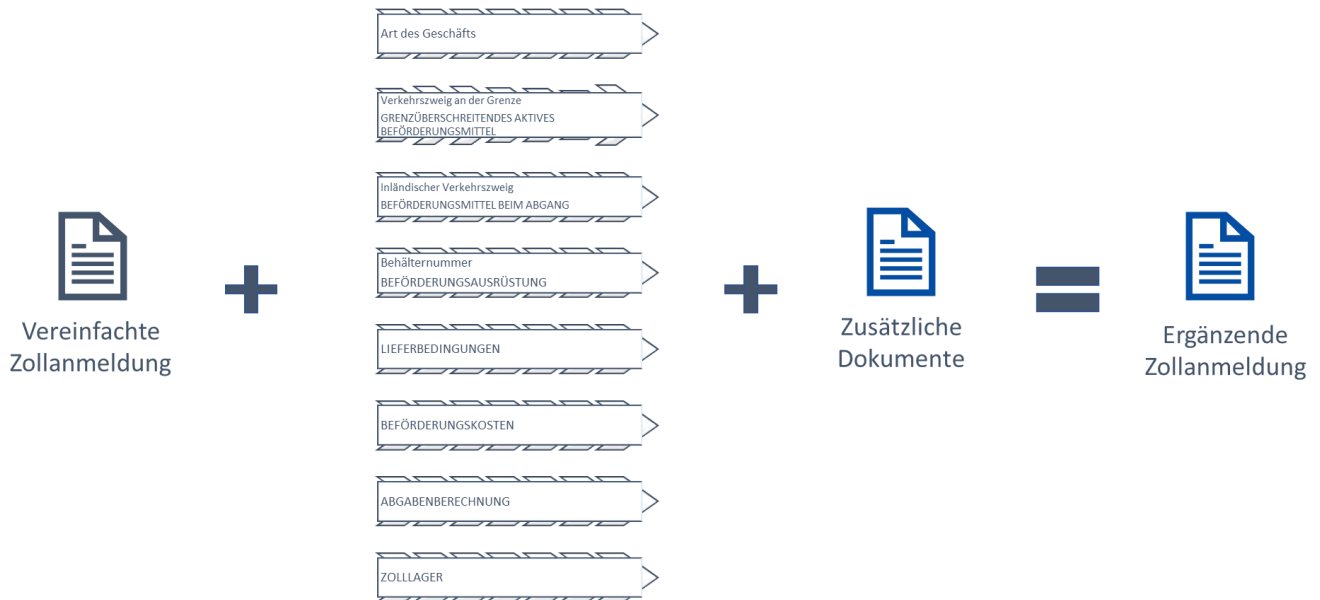 Vereinfachte
Zollanmeldung
Art des Geschäfts
Verkehrszweig an der Grenze
GRENZÜBERSCHREITENDES AKTIVES
BEFÖRDERUNGSMITTEL
Inländischer Verkehrszweig
BEFÖRDERUNGSMITTEL BEIM ABGANG
Behälternummer
BEFÖRDERUNGSAUSRÜSTUNG
LIEFERBEDINGUNGEN
BEFÖRDERUNGSKOSTEN
ABGABENBERECHNUNG
ZOLLLAGER
Zusätzliche
Dokumente
Ergänzende
Zollanmeldung